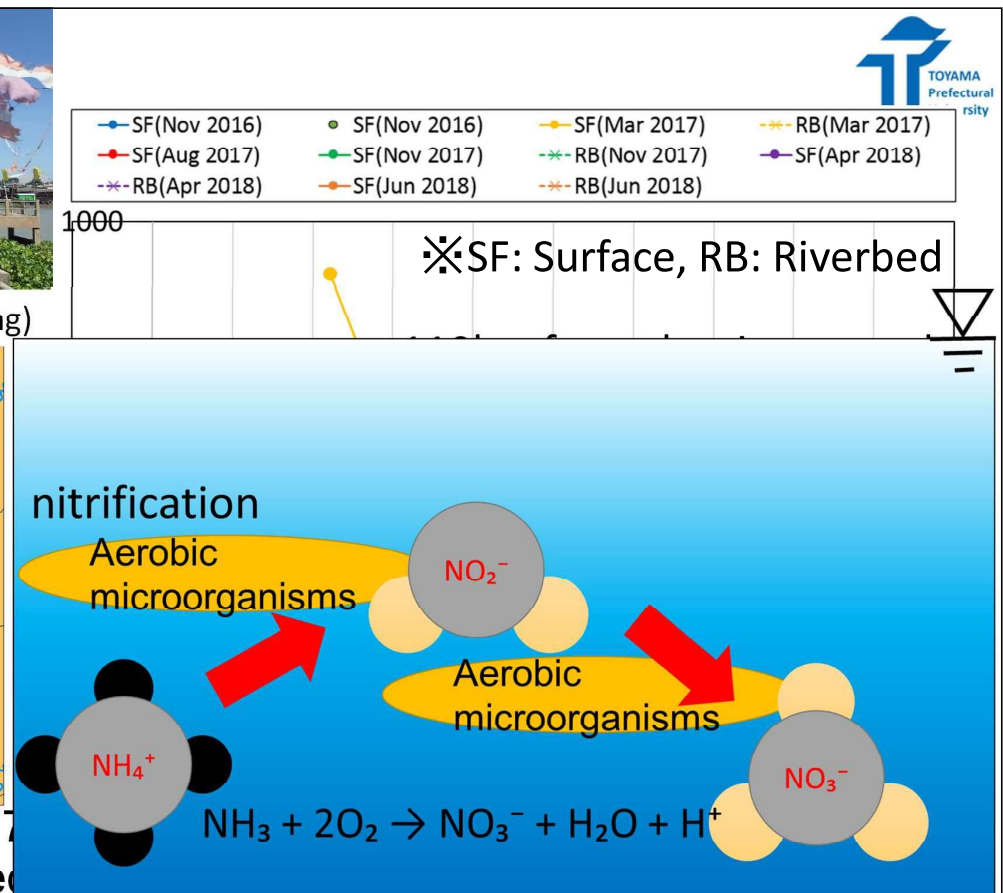 TOYAMA
Prefectural
rsity
SF(Nov 2016) SF(Nov 2016) SF(Mar 2017) RB(Mar 2017)
SF(Aug 2017) SF(Nov 2017) RB(Nov 2017) SF(Apr 2018)
RB(Apr 2018) SF(Jun 2018) RB(Jun 2018)
1000
※SF: Surface, RB: Riverbed
g)
nitrification
Aerobic
microorganisms
NO₂⁻
Aerobic
microorganisms
NH₄⁺
NO₃⁻
NH₃ + 2O₂ → NO₃⁻ + H₂O + H⁺